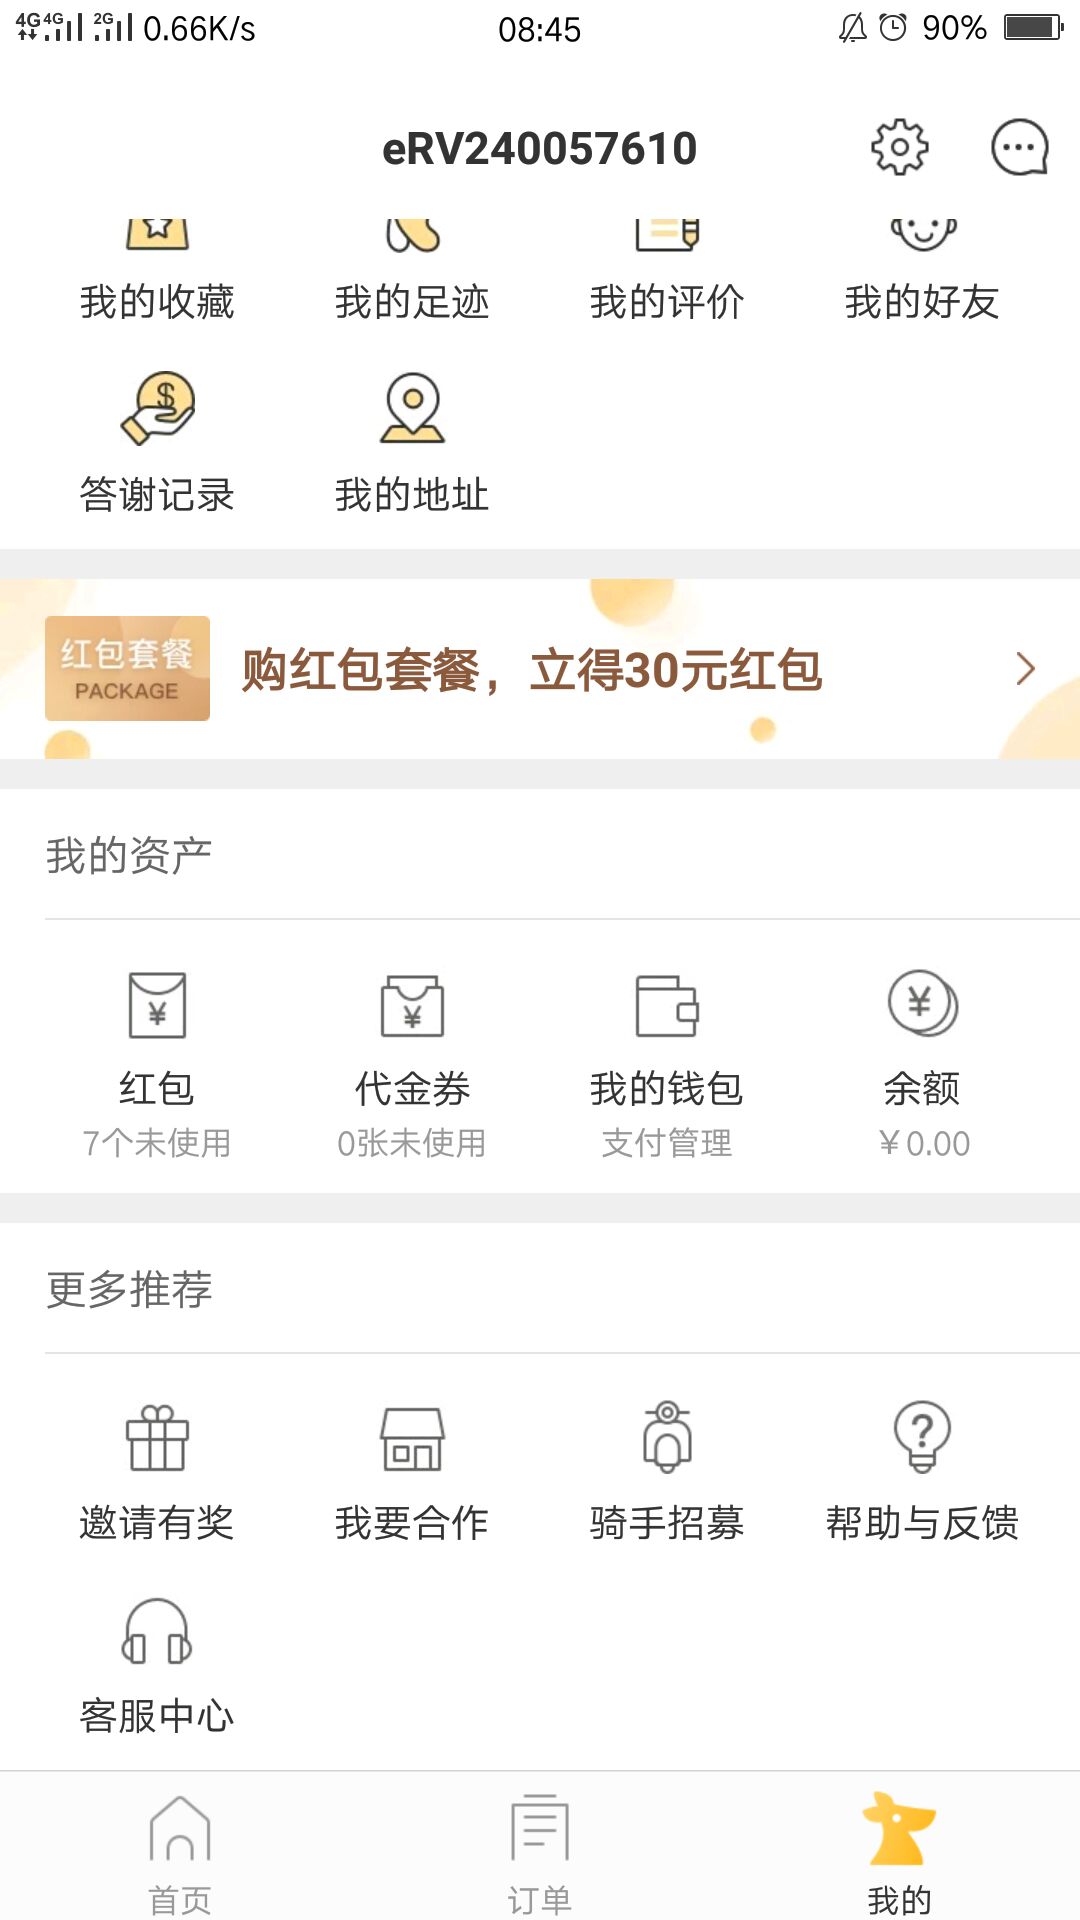 4G 4G 2G 0.66K/s 08:45 90%
eRV240057610
我的收藏 我的足迹 我的评价 我的好友
$
答谢记录 我的地址
红包套餐
PACKAGE
购红包套餐，立得30元红包
我的资产
¥ ¥ ¥
红包 代金券 我的钱包 余额
7个未使用 0张未使用 支付管理 ¥0.00
更多推荐
?
邀请有奖 我要合作 骑手招募 帮助与反馈
客服中心
首页 订单 我的